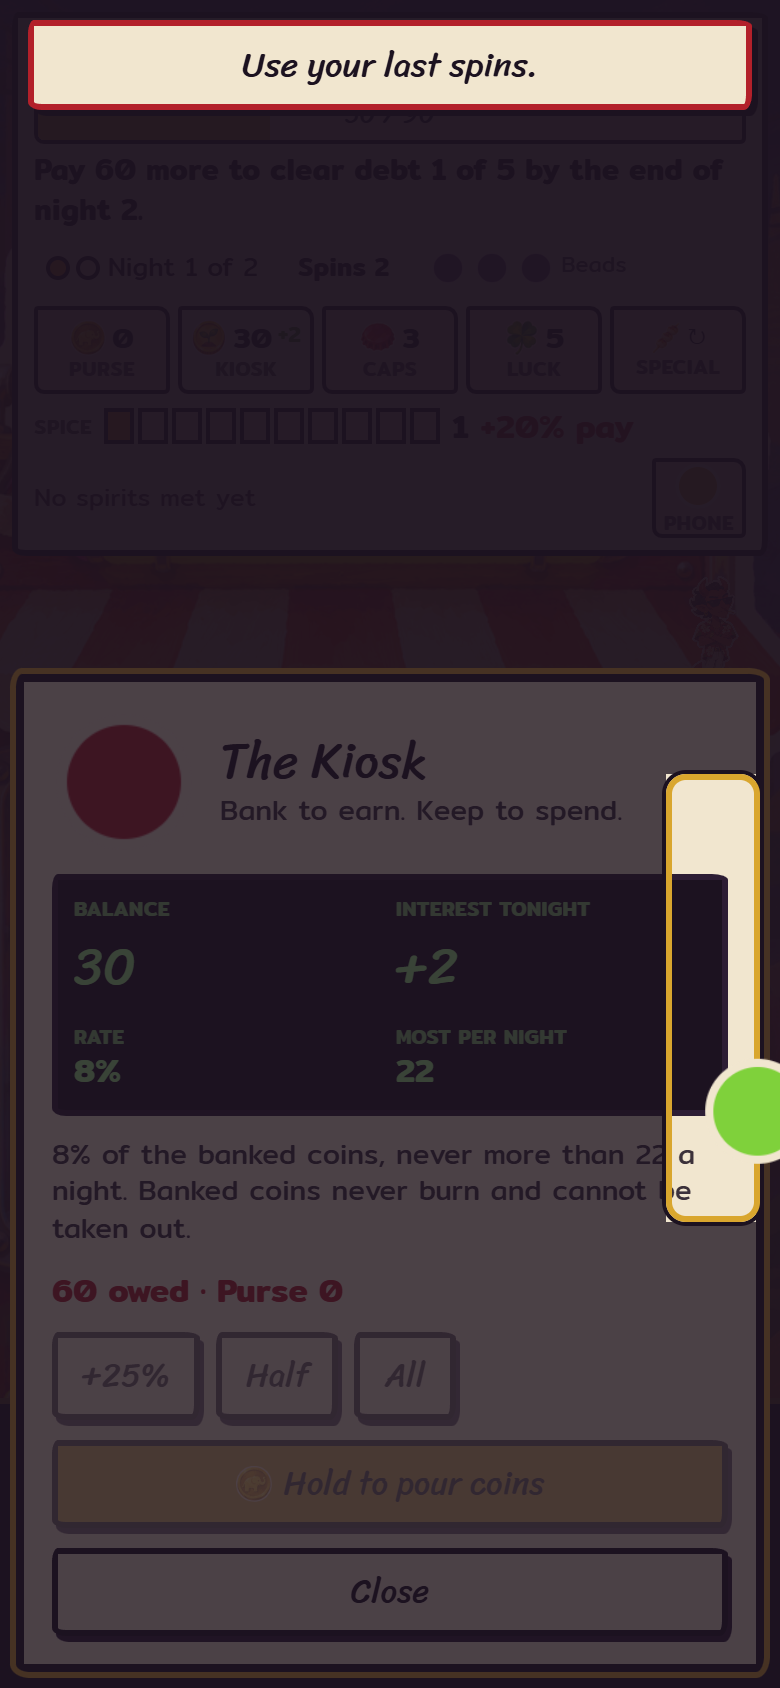 Use your last spins.
30 / 90
Pay 60 more to clear debt 1 of 5 by the end of
night 2.
Night 1 of 2 Spins 2 Beads
0 30 +2 3 5
PURSE KIOSK CAPS LUCK SPECIAL
SPICE 1 +20% pay
No spirits met yet
PHONE
The Kiosk
Bank to earn. Keep to spend.
BALANCE INTEREST TONIGHT
30 +2
RATE MOST PER NIGHT
8% 22
8% of the banked coins, never more than 22 a
night. Banked coins never burn and cannot be
taken out.
60 owed · Purse 0
+25% Half All
Hold to pour coins
Close